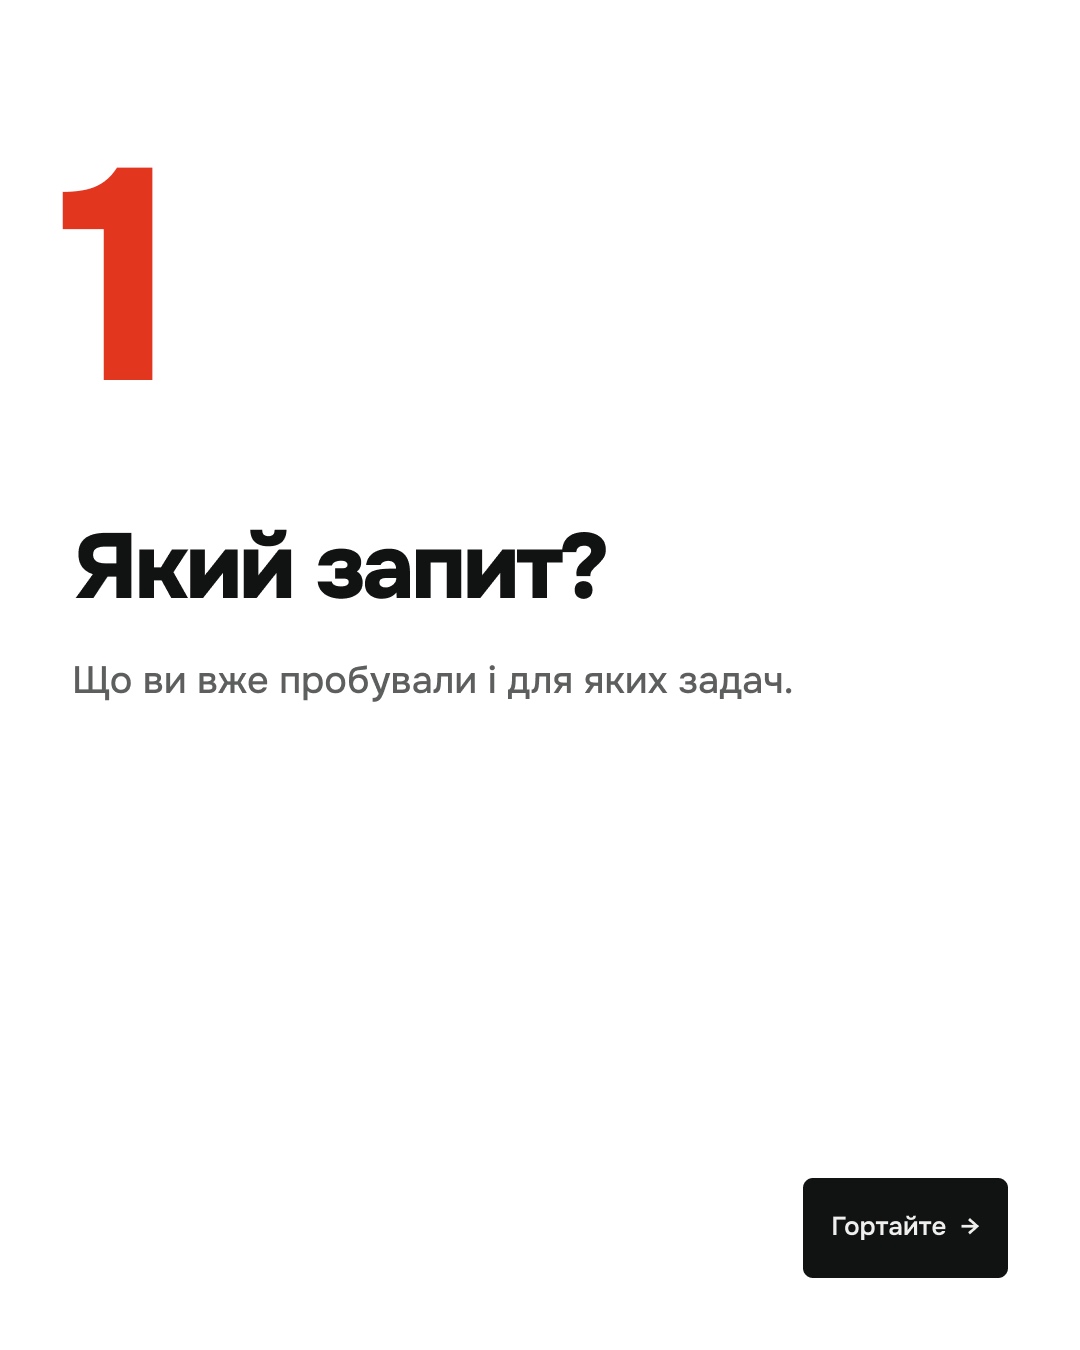 1
Який запит?
Що ви вже пробували і для яких задач.
Гортайте →